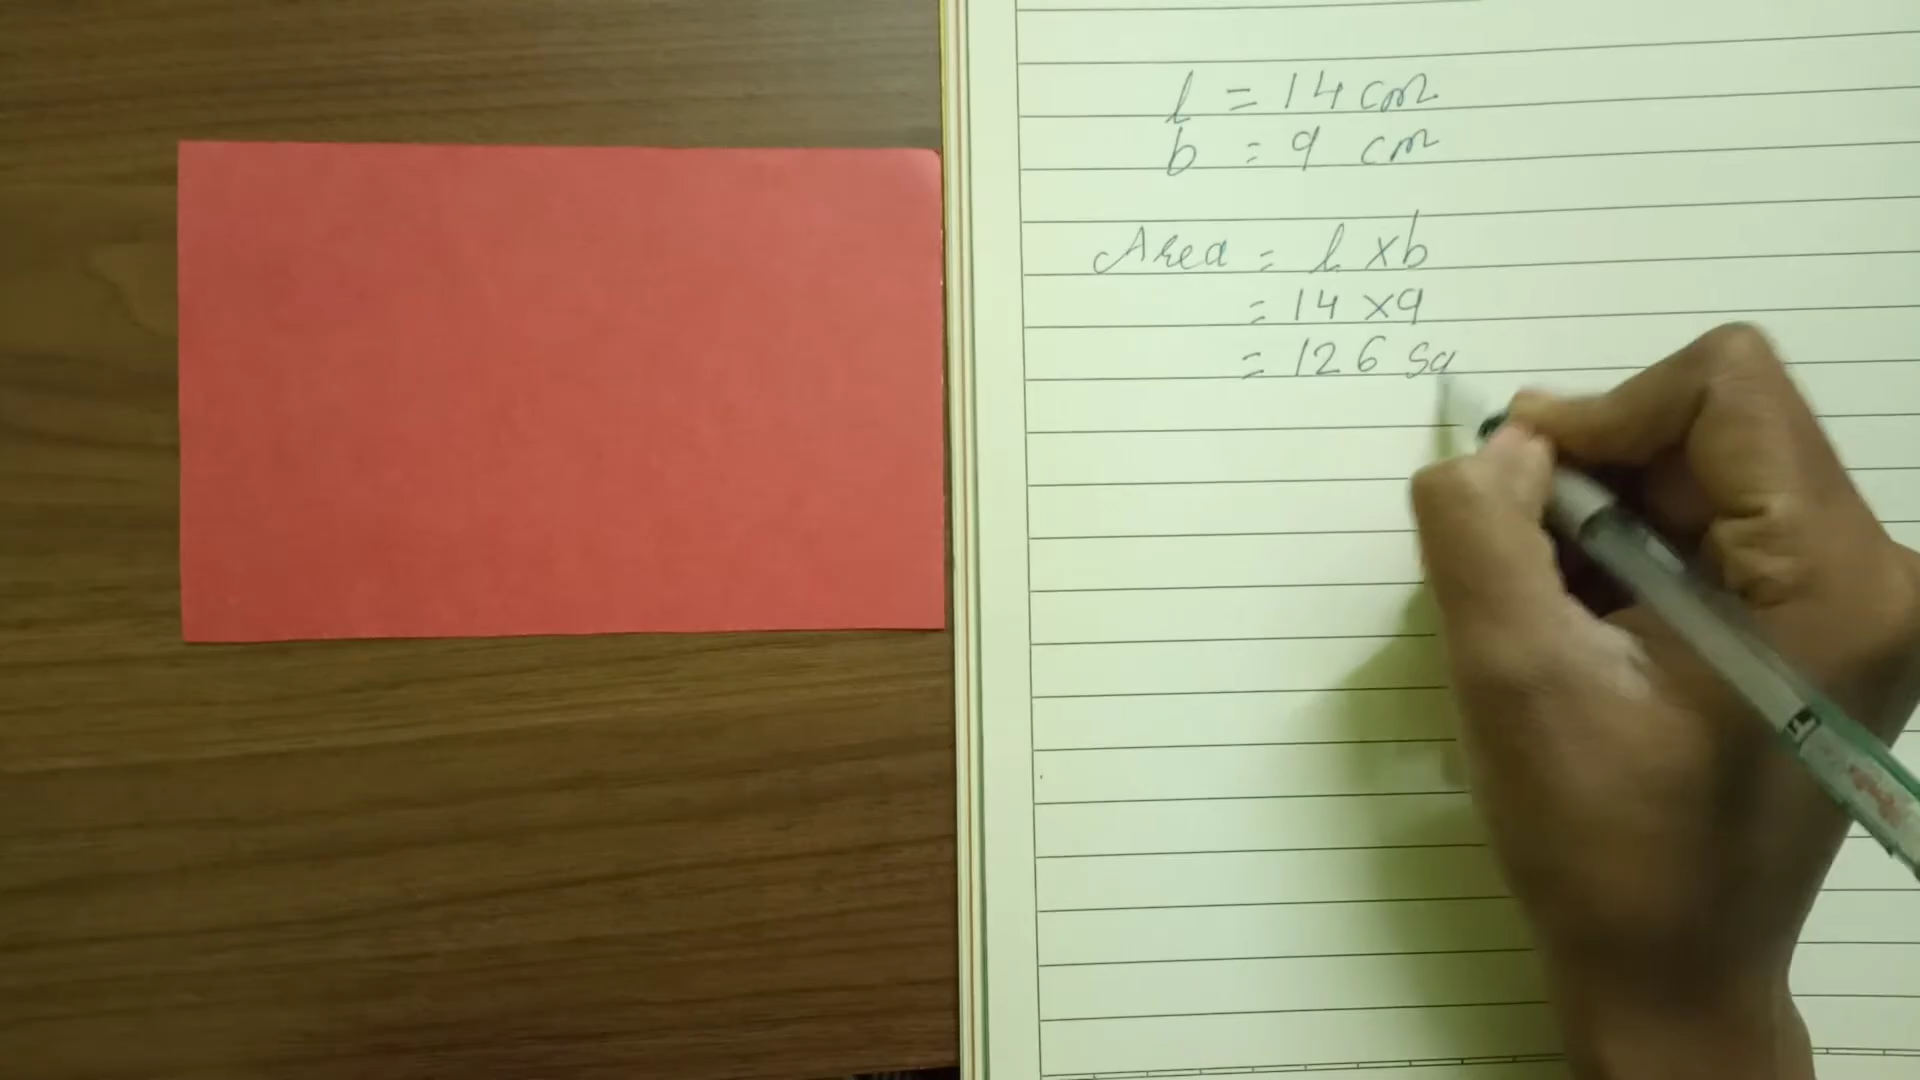 l = 14 cm
b = 9 cm
Area = l x b
= 14 x 9
= 126 Sq